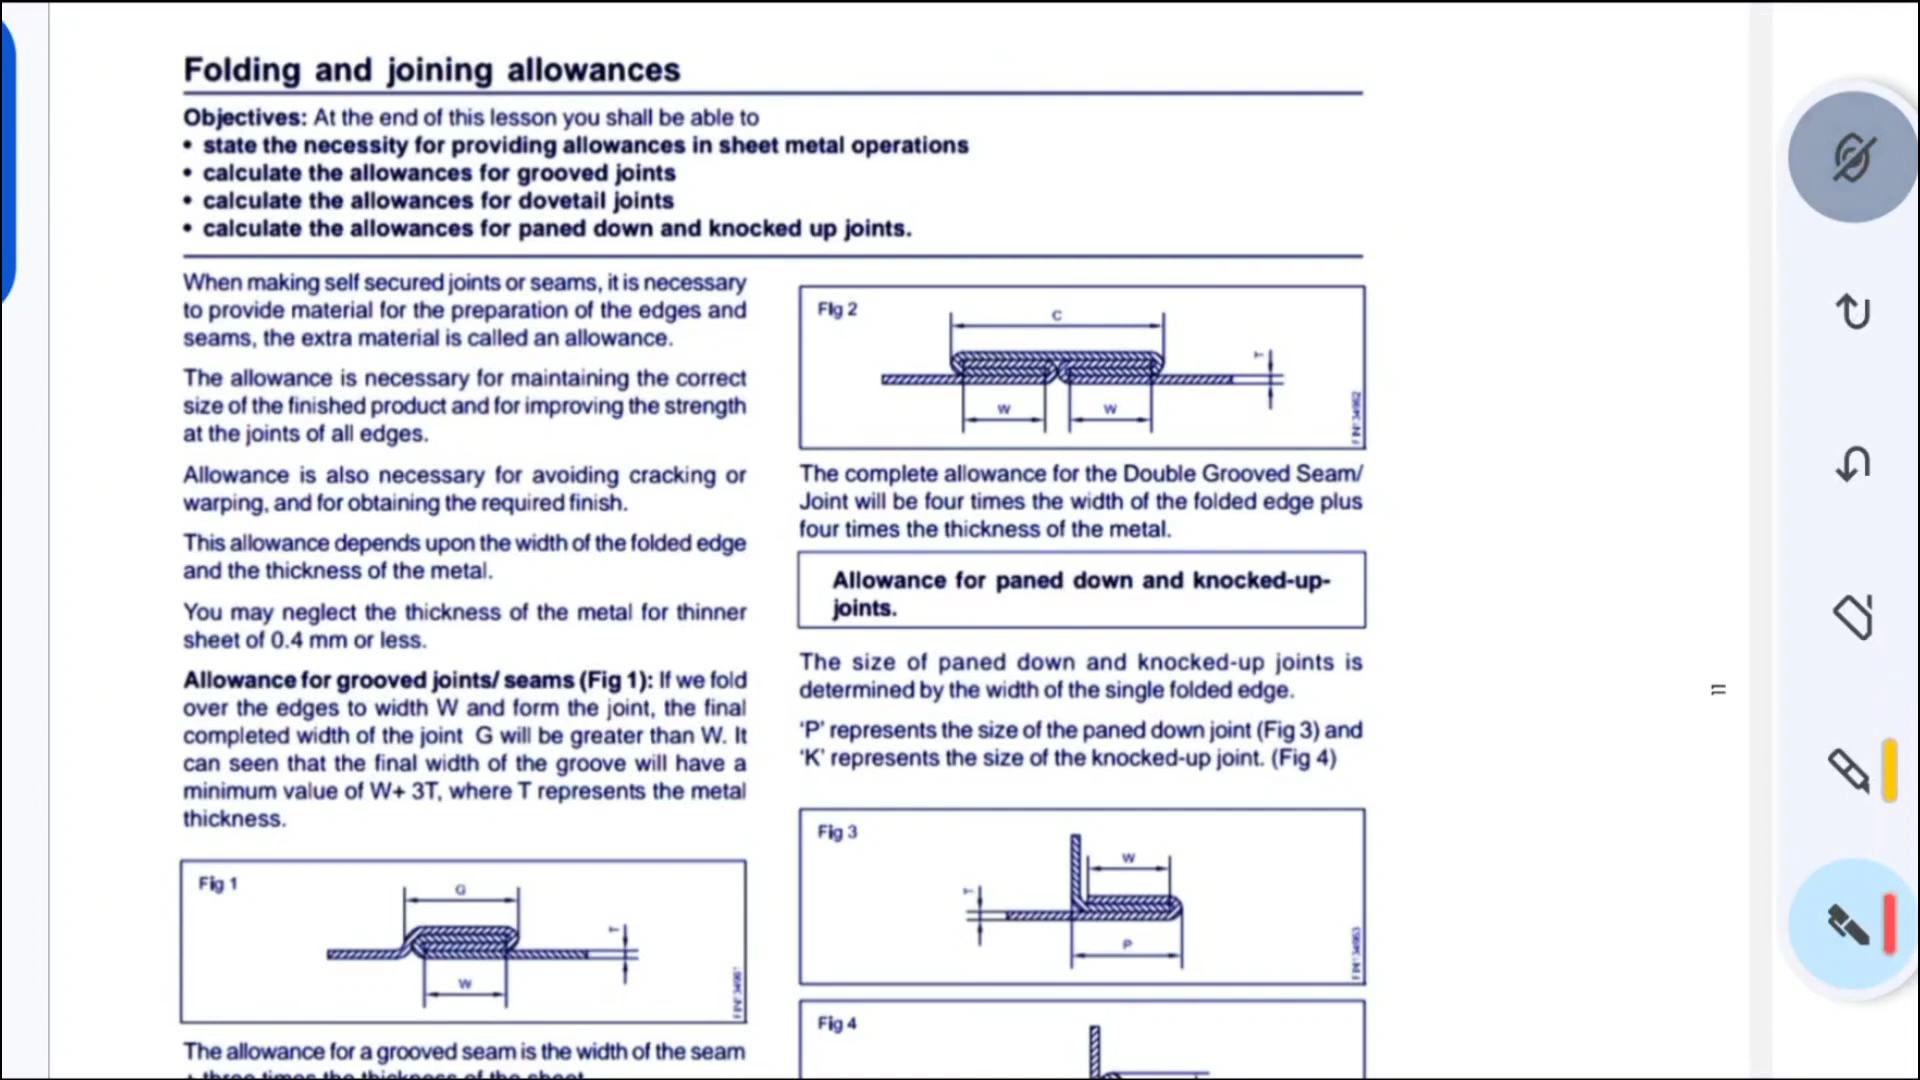 Folding and joining allowances
Objectives: At the end of this lesson you shall be able to
• state the necessity for providing allowances in sheet metal operations
• calculate the allowances for grooved joints
• calculate the allowances for dovetail joints
• calculate the allowances for paned down and knocked up joints.
When making self secured joints or seams, it is necessary
to provide material for the preparation of the edges and
seams, the extra material is called an allowance.
The allowance is necessary for maintaining the correct
size of the finished product and for improving the strength
at the joints of all edges.
Allowance is also necessary for avoiding cracking or
warping, and for obtaining the required finish.
This allowance depends upon the width of the folded edge
and the thickness of the metal.
You may neglect the thickness of the metal for thinner
sheet of 0.4 mm or less.
Allowance for grooved joints/ seams (Fig 1): If we fold
over the edges to width W and form the joint, the final
completed width of the joint G will be greater than W. It
can seen that the final width of the groove will have a
minimum value of W+ 3T, where T represents the metal
thickness.
Fig 1
G
T
W
The allowance for a grooved seam is the width of the seam
three times the thickness of the sheet
Fig 2
C
T
W
W
The complete allowance for the Double Grooved Seam/
Joint will be four times the width of the folded edge plus
four times the thickness of the metal.
Allowance for paned down and knocked-up-
joints.
The size of paned down and knocked-up joints is
determined by the width of the single folded edge.
'P' represents the size of the paned down joint (Fig 3) and
'K' represents the size of the knocked-up joint. (Fig 4)
Fig 3
W
T
P
Fig 4